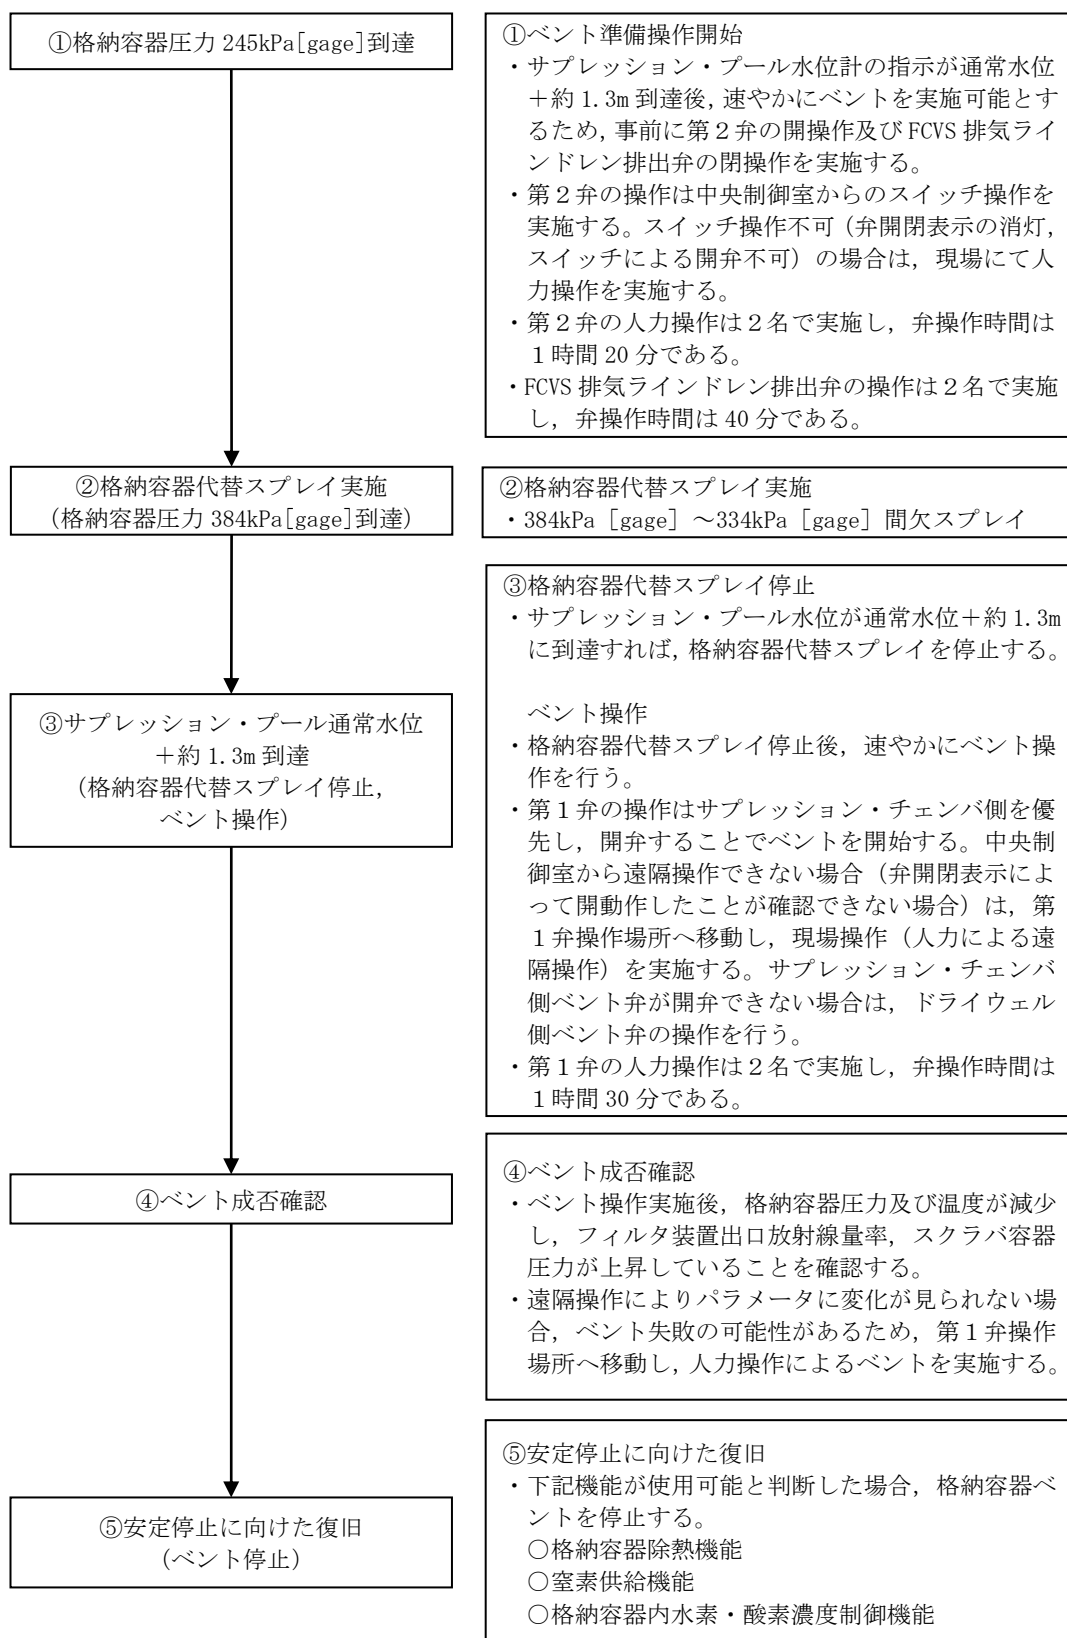 ①格納容器圧力 245kPa[gage]到達
①ベント準備操作開始
・サプレッション・プール水位計の指示が通常水位
＋約 1.3m 到達後，速やかにベントを実施可能とす
るため，事前に第２弁の開操作及び FCVS 排気ライ
ンドレン排出弁の閉操作を実施する。
・第２弁の操作は中央制御室からのスイッチ操作を
実施する。スイッチ操作不可（弁開閉表示の消灯，
スイッチによる開弁不可）の場合は，現場にて人
力操作を実施する。
・第２弁の人力操作は２名で実施し，弁操作時間は
１時間 20 分である。
・FCVS 排気ラインドレン排出弁の操作は２名で実施
し，弁操作時間は 40 分である。
②格納容器代替スプレイ実施
（格納容器圧力 384kPa[gage]到達）
②格納容器代替スプレイ実施
・384kPa［gage］～334kPa［gage］間欠スプレイ
③サプレッション・プール通常水位
＋約 1.3m 到達
（格納容器代替スプレイ停止，
ベント操作）
③格納容器代替スプレイ停止
・サプレッション・プール水位が通常水位＋約 1.3m
に到達すれば，格納容器代替スプレイを停止する。
ベント操作
・格納容器代替スプレイ停止後，速やかにベント操
作を行う。
・第１弁の操作はサプレッション・チェンバ側を優
先し，開弁することでベントを開始する。中央制
御室から遠隔操作できない場合（弁開閉表示によ
って開動作したことが確認できない場合）は，第
１弁操作場所へ移動し，現場操作（人力による遠
隔操作）を実施する。サプレッション・チェンバ
側ベント弁が開弁できない場合は，ドライウェル
側ベント弁の操作を行う。
・第１弁の人力操作は２名で実施し，弁操作時間は
１時間 30 分である。
④ベント成否確認
④ベント成否確認
・ベント操作実施後，格納容器圧力及び温度が減少
し，フィルタ装置出口放射線量率，スクラバ容器
圧力が上昇していることを確認する。
・遠隔操作によりパラメータに変化が見られない場
合，ベント失敗の可能性があるため，第１弁操作
場所へ移動し，人力操作によるベントを実施する。
⑤安定停止に向けた復旧
（ベント停止）
⑤安定停止に向けた復旧
・下記機能が使用可能と判断した場合，格納容器ベ
ントを停止する。
○格納容器除熱機能
○窒素供給機能
○格納容器内水素・酸素濃度制御機能